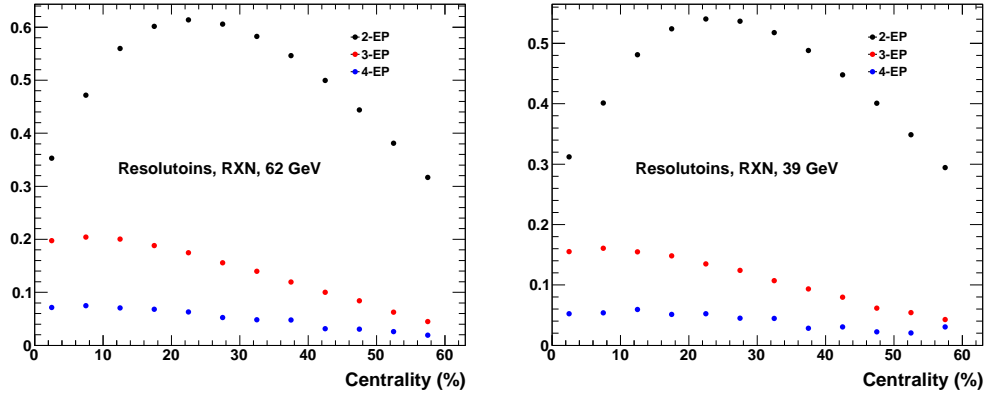 0.6
0.5
0.4
0.3
0.2
0.1
0
0 10 20 30 40 50 60
2-EP
3-EP
4-EP
Resolutoins, RXN, 62 GeV
Centrality (%)
0.5
0.4
0.3
0.2
0.1
0
0 10 20 30 40 50 60
2-EP
3-EP
4-EP
Resolutoins, RXN, 39 GeV
Centrality (%)